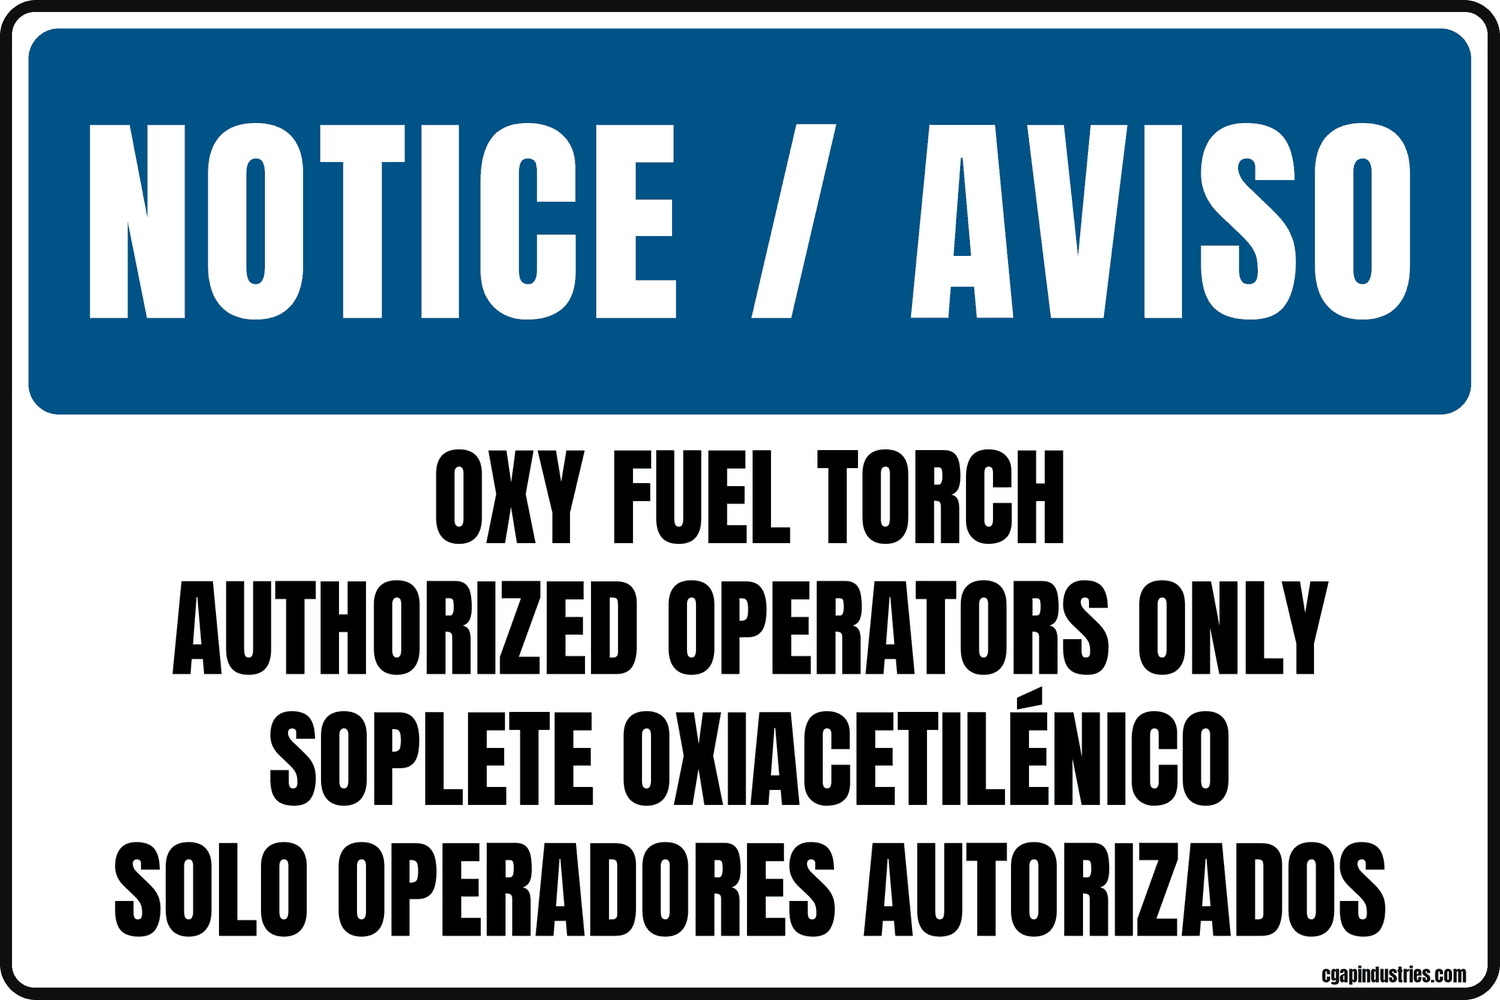 NOTICE / AVISO
OXY FUEL TORCH
AUTHORIZED OPERATORS ONLY
SOPLETE OXIACETILÉNICO
SOLO OPERADORES AUTORIZADOS
cgapindustries.com